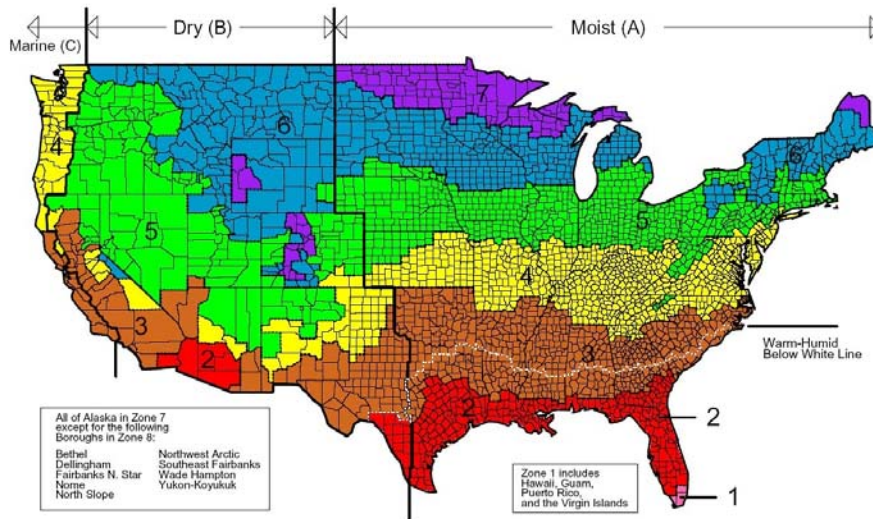 Marine (C)
Dry (B)
Moist (A)
7
6
6
4
5
5
4
3
3
2
2
Warm-Humid
Below White Line
2
1
All of Alaska in Zone 7
except for the following
Boroughs in Zone 8:
Bethel
Dellingham
Fairbanks N. Star
Nome
North Slope
Northwest Arctic
Southeast Fairbanks
Wade Hampton
Yukon-Koyukuk
Zone 1 includes
Hawaii, Guam,
Puerto Rico,
and the Virgin Islands